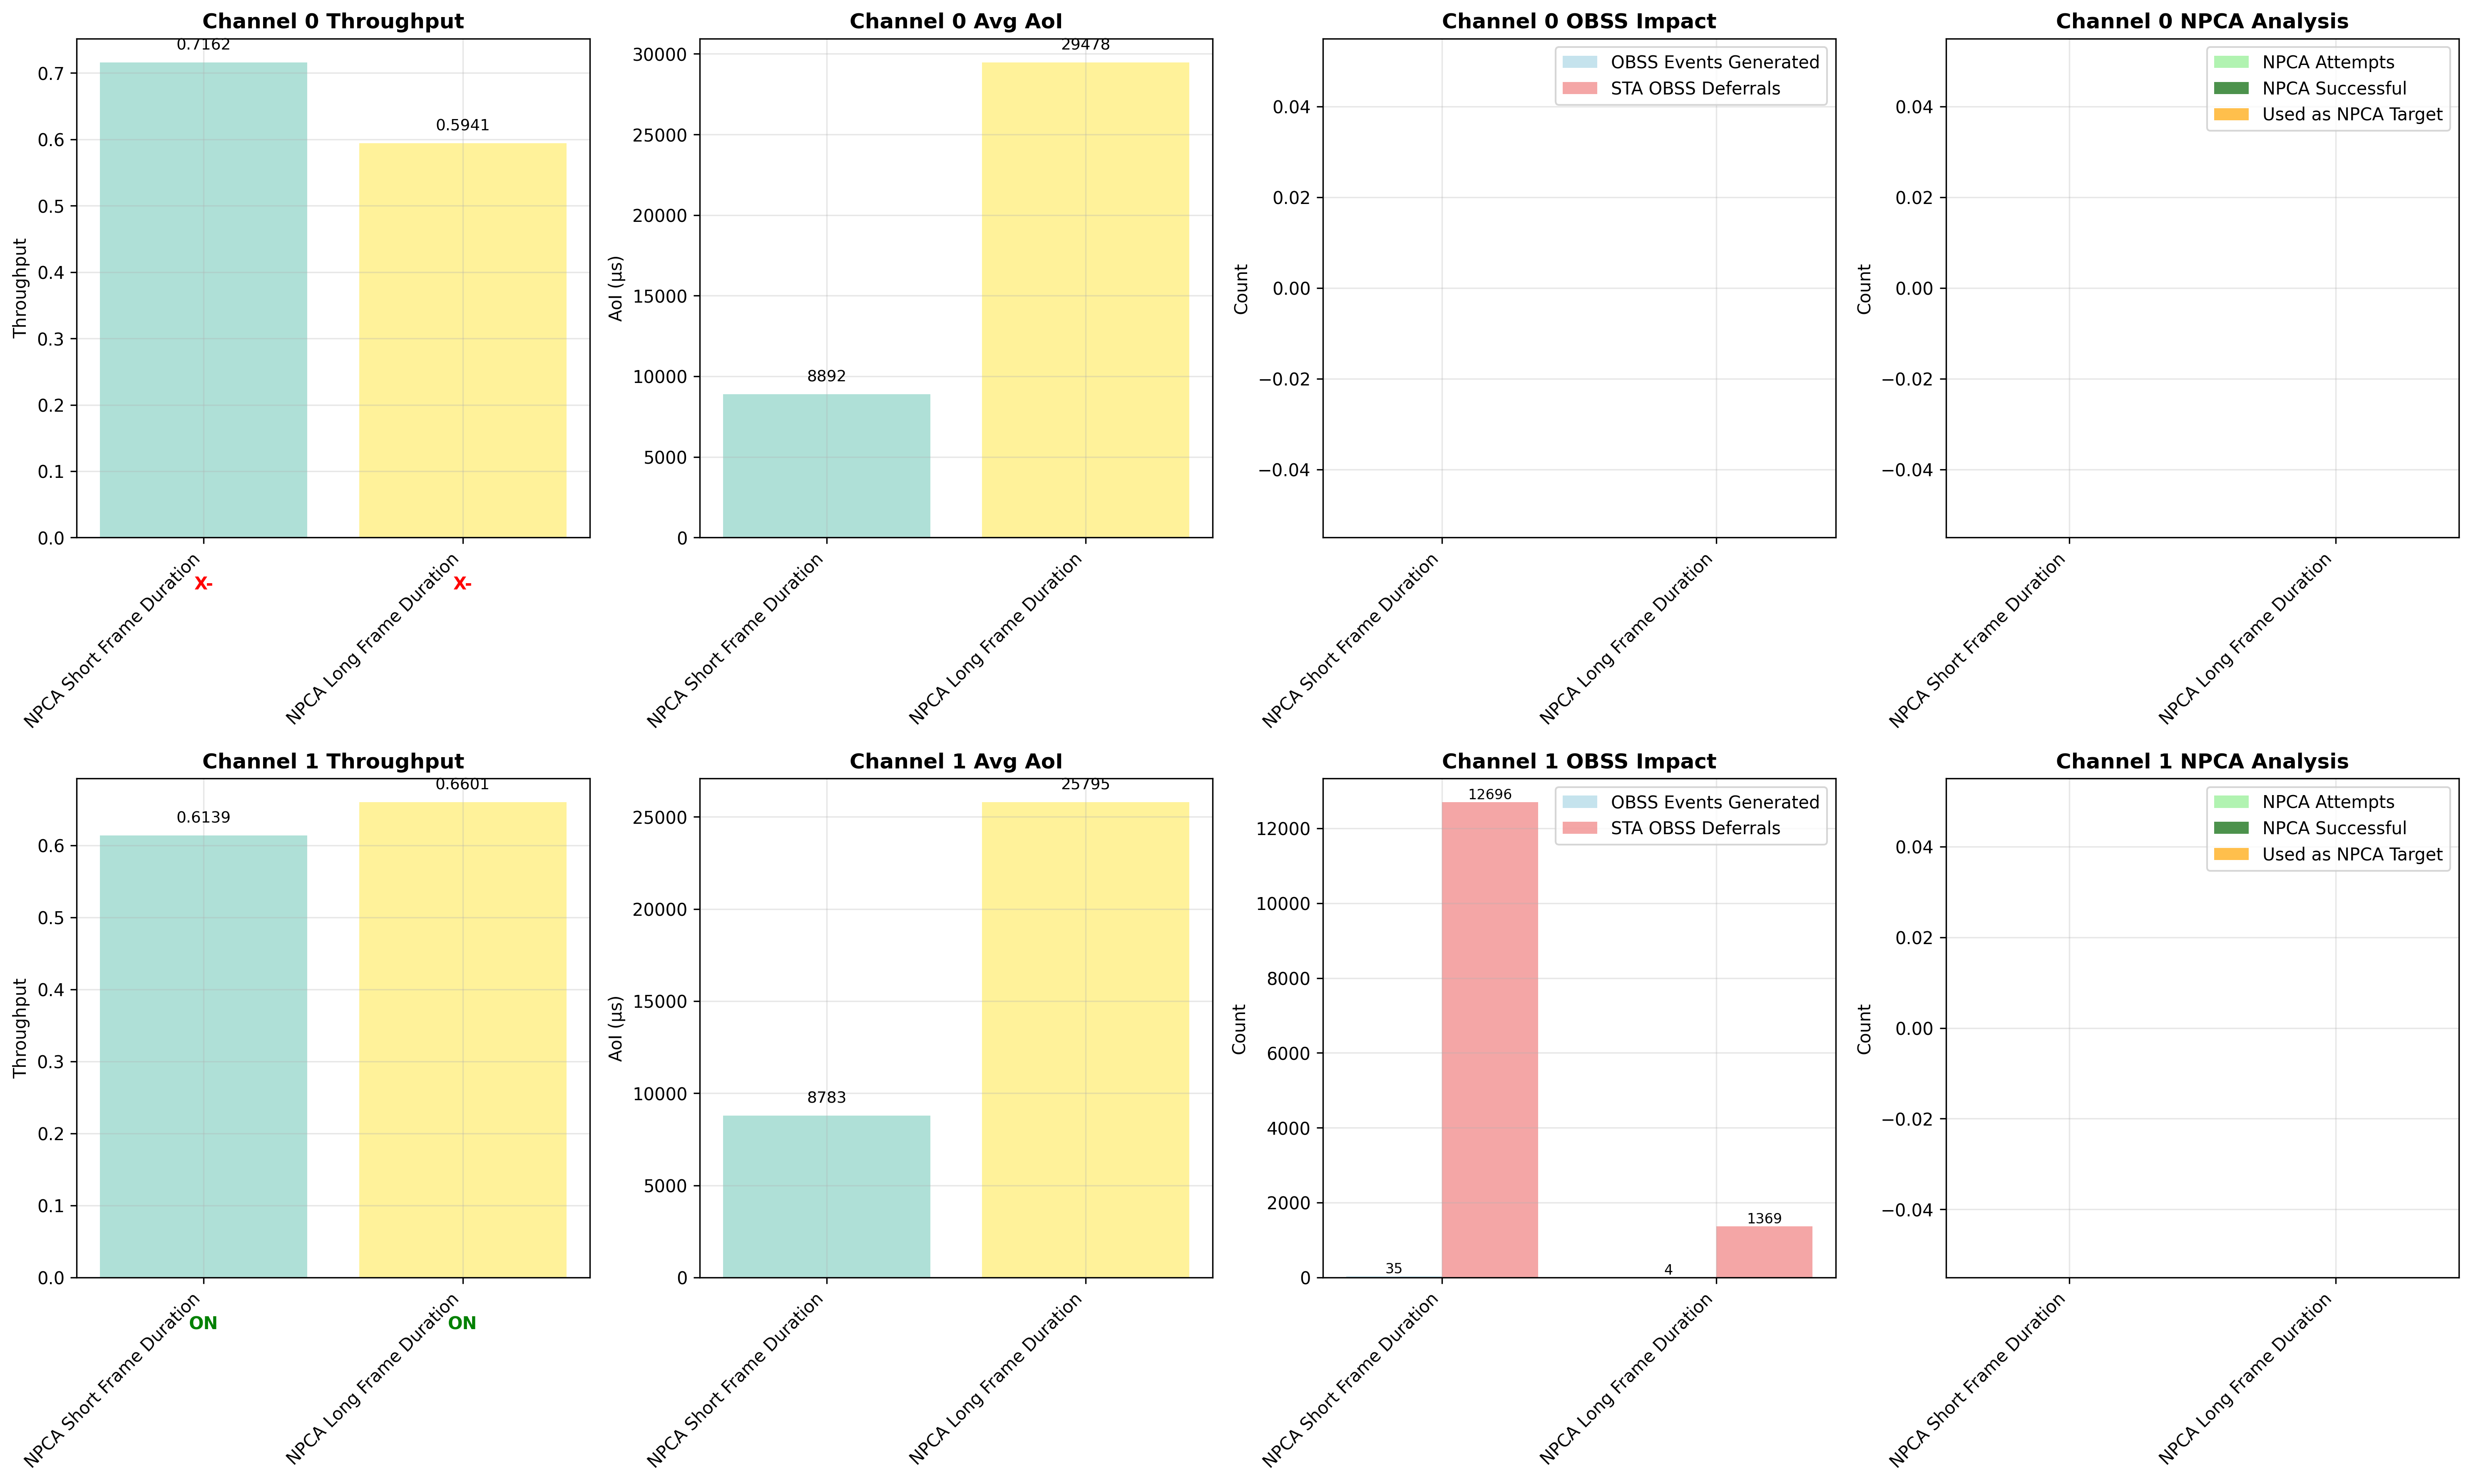 Channel 0 Throughput
0.7162
0.5941
0.7
0.6
0.5
0.4
0.3
0.2
0.1
0.0
Throughput
NPCA Short Frame Duration
NPCA Long Frame Duration
X-
X-
Channel 0 Avg AoI
29478
8892
30000
25000
20000
15000
10000
5000
0
AoI (µs)
NPCA Short Frame Duration
NPCA Long Frame Duration
Channel 0 OBSS Impact
OBSS Events Generated
STA OBSS Deferrals
0.04
0.02
0.00
−0.02
−0.04
Count
NPCA Short Frame Duration
NPCA Long Frame Duration
Channel 0 NPCA Analysis
NPCA Attempts
NPCA Successful
Used as NPCA Target
0.04
0.02
0.00
−0.02
−0.04
Count
NPCA Short Frame Duration
NPCA Long Frame Duration
Channel 1 Throughput
0.6601
0.6139
0.6
0.5
0.4
0.3
0.2
0.1
0.0
Throughput
NPCA Short Frame Duration
NPCA Long Frame Duration
ON
ON
Channel 1 Avg AoI
25795
8783
25000
20000
15000
10000
5000
0
AoI (µs)
NPCA Short Frame Duration
NPCA Long Frame Duration
Channel 1 OBSS Impact
OBSS Events Generated
STA OBSS Deferrals
12696
1369
35
4
12000
10000
8000
6000
4000
2000
0
Count
NPCA Short Frame Duration
NPCA Long Frame Duration
Channel 1 NPCA Analysis
NPCA Attempts
NPCA Successful
Used as NPCA Target
0.04
0.02
0.00
−0.02
−0.04
Count
NPCA Short Frame Duration
NPCA Long Frame Duration